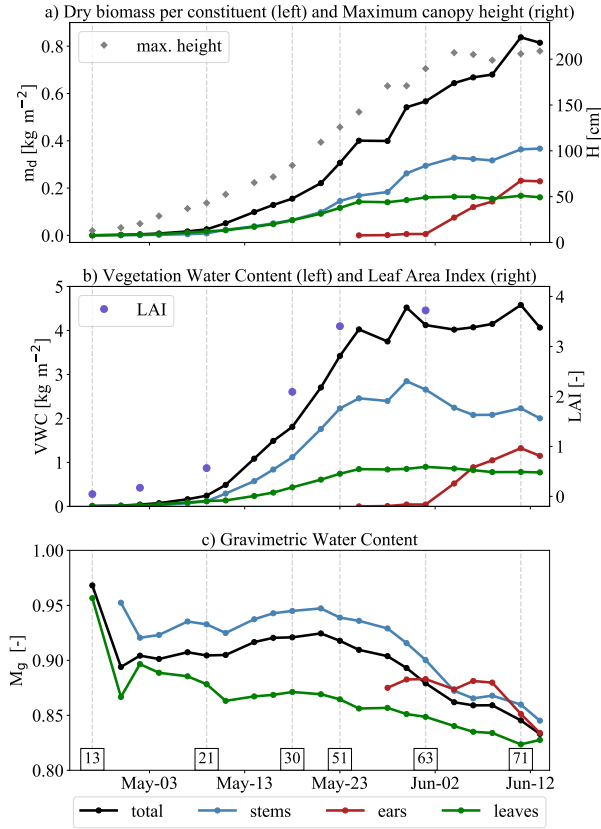 a) Dry biomass per constituent (left) and Maximum canopy height (right)
max. height
0.8
0.6
0.4
0.2
0.0
m_d [kg m⁻²]
200
150
100
50
0
H [cm]
b) Vegetation Water Content (left) and Leaf Area Index (right)
LAI
5
4
3
2
1
0
VWC [kg m⁻²]
4
3
2
1
0
LAI [-]
c) Gravimetric Water Content
1.00
0.95
0.90
0.85
0.80
M_g [-]
13 21 30 51 63 71
May-03 May-13 May-23 Jun-02 Jun-12
total stems ears leaves